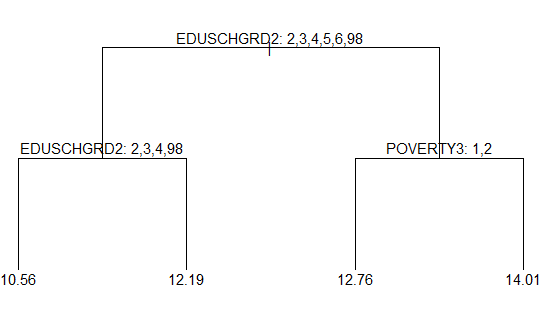 EDUSCHGRD2: 2,3,4,5,6,98
EDUSCHGRD2: 2,3,4,98
POVERTY3: 1,2
10.56
12.19
12.76
14.01